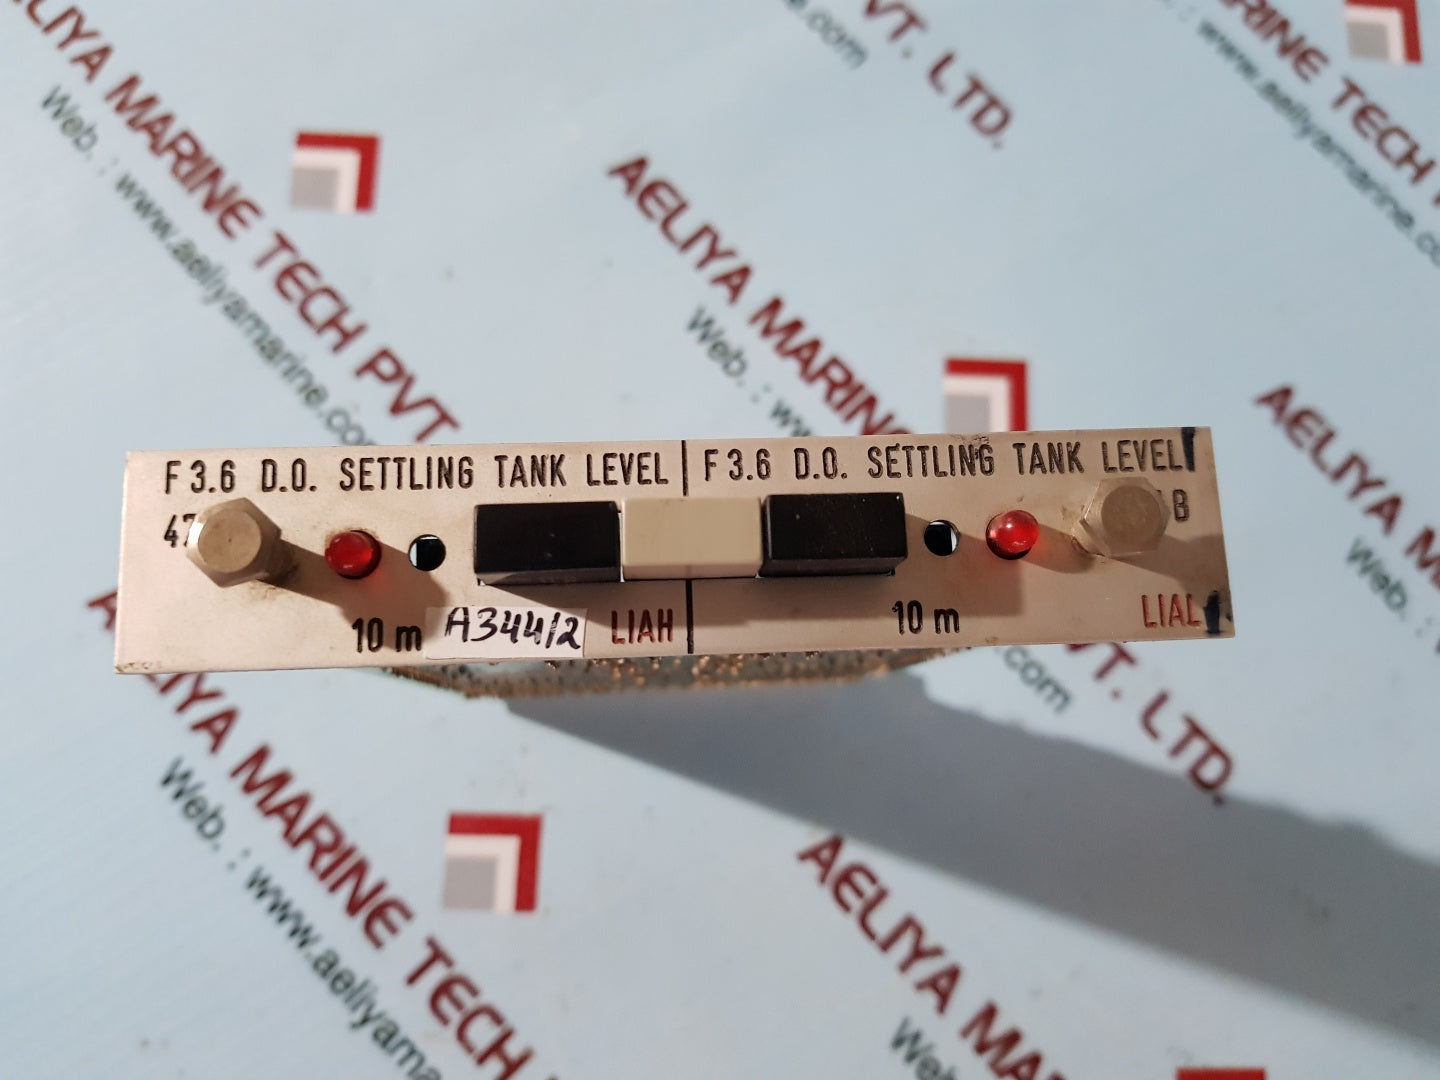 F 3.6 D.O. SETTLING TANK LEVEL
F 3.6 D.O. SETTLING TANK LEVEL
10 m
A344/2
LIAH
10 m
LIAL
AELIYA MARINE TECH PVT. LTD.
Web. : www.aeliyamarine.com